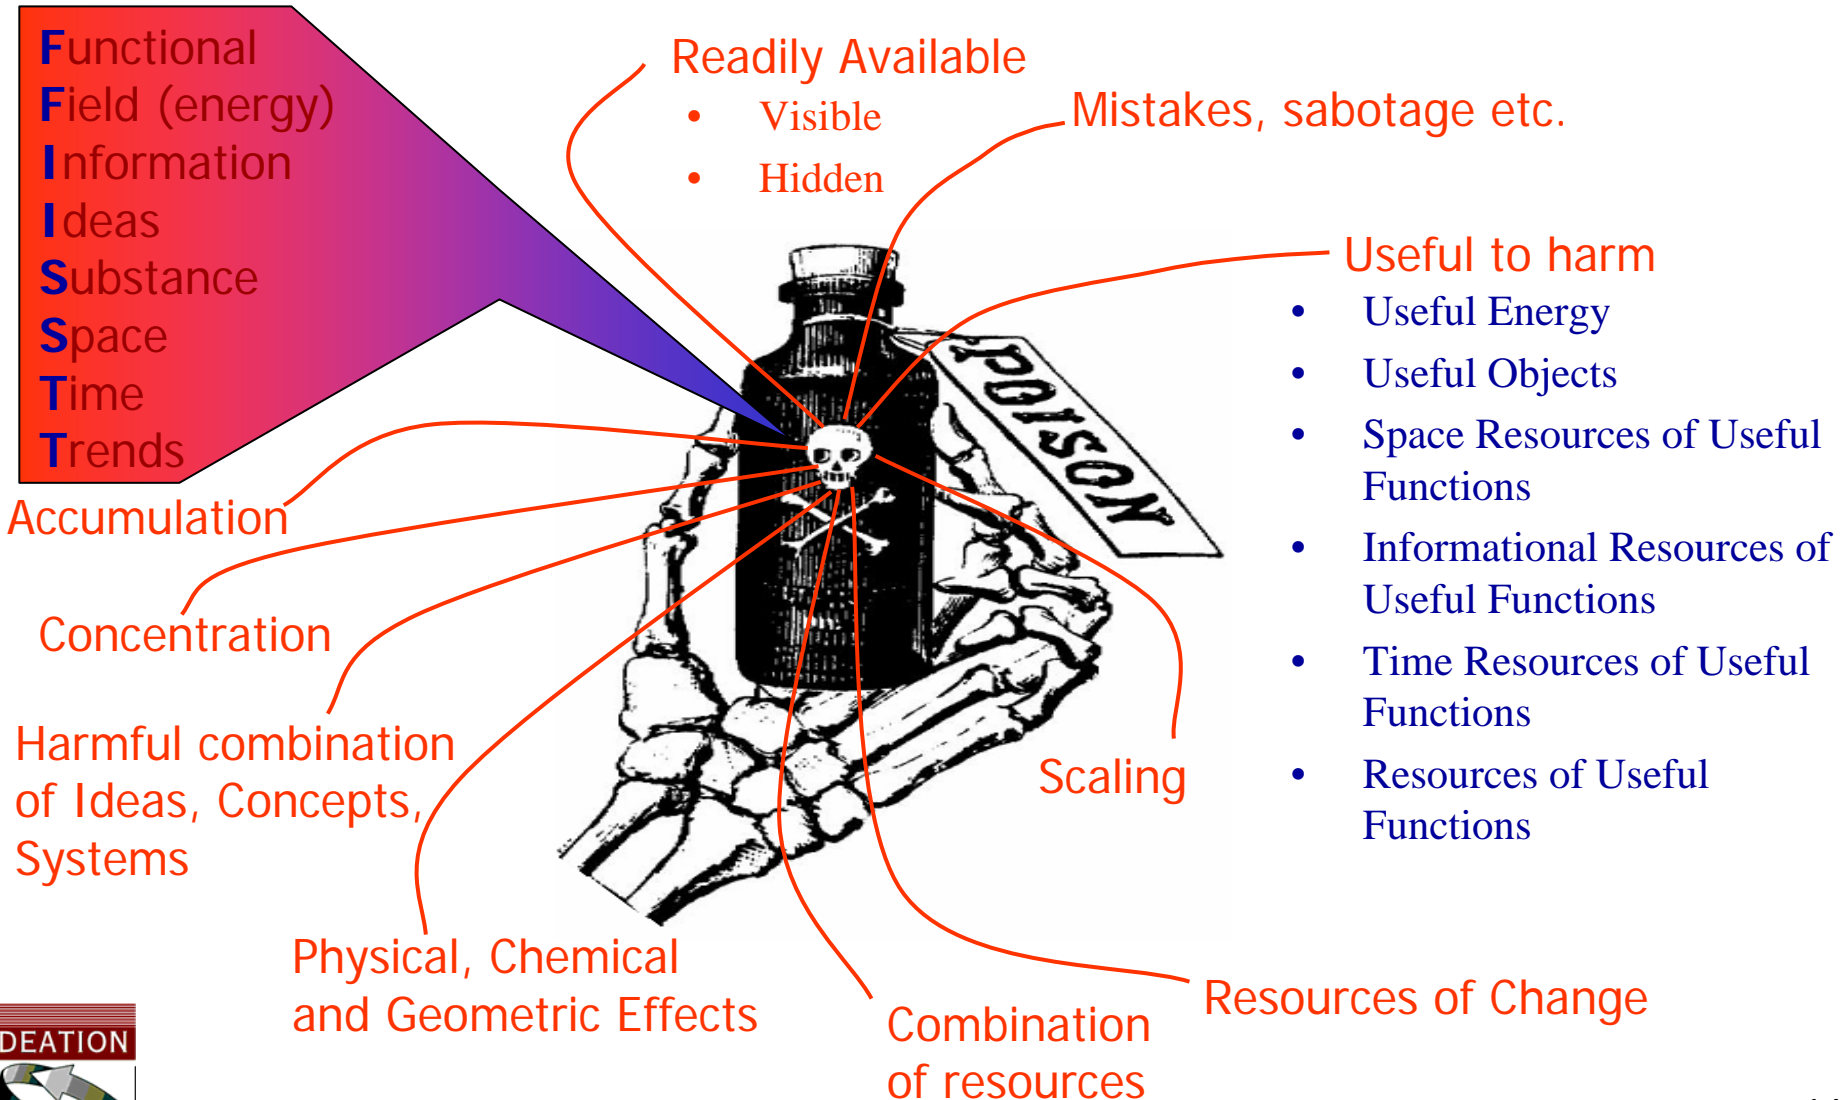 Functional
Field (energy)
Information
Ideas
Substance
Space
Time
Trends
Readily Available
• Visible
• Hidden
Mistakes, sabotage etc.
Useful to harm
• Useful Energy
• Useful Objects
• Space Resources of Useful
Functions
• Informational Resources of
Useful Functions
• Time Resources of Useful
Functions
• Resources of Useful
Functions
POISON
Accumulation
Concentration
Harmful combination
of Ideas, Concepts,
Systems
Physical, Chemical
and Geometric Effects
Combination
of resources
Resources of Change
Scaling
DEATION